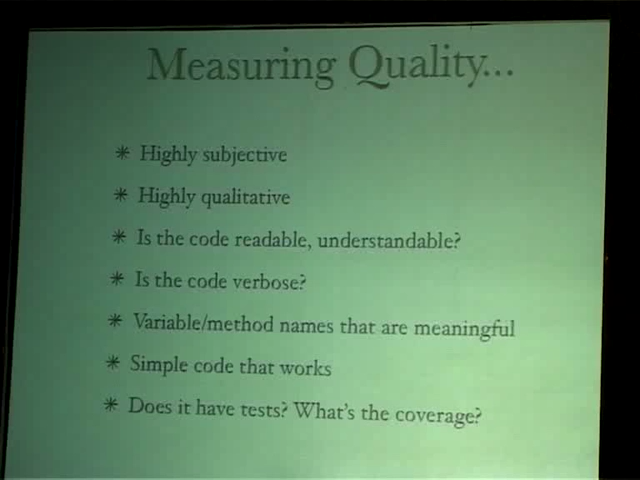 Measuring Quality...
* Highly subjective
* Highly qualitative
* Is the code readable, understandable?
* Is the code verbose?
* Variable/method names that are meaningful
* Simple code that works
* Does it have tests? What's the coverage?